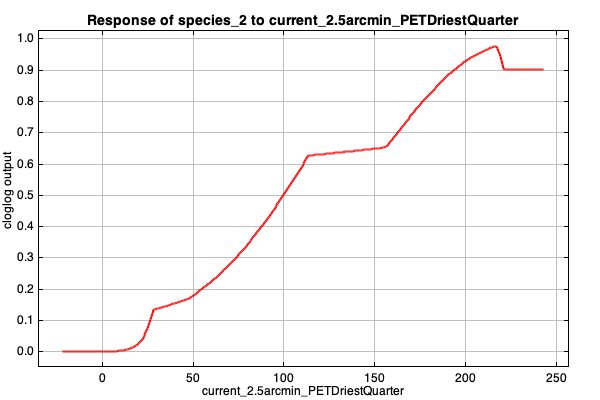 Response of species_2 to current_2.5arcmin_PETDriestQuarter
1.0
0.9
0.8
0.7
0.6
0.5
0.4
0.3
0.2
0.1
0.0
cloglog output
0 50 100 150 200 250
current_2.5arcmin_PETDriestQuarter